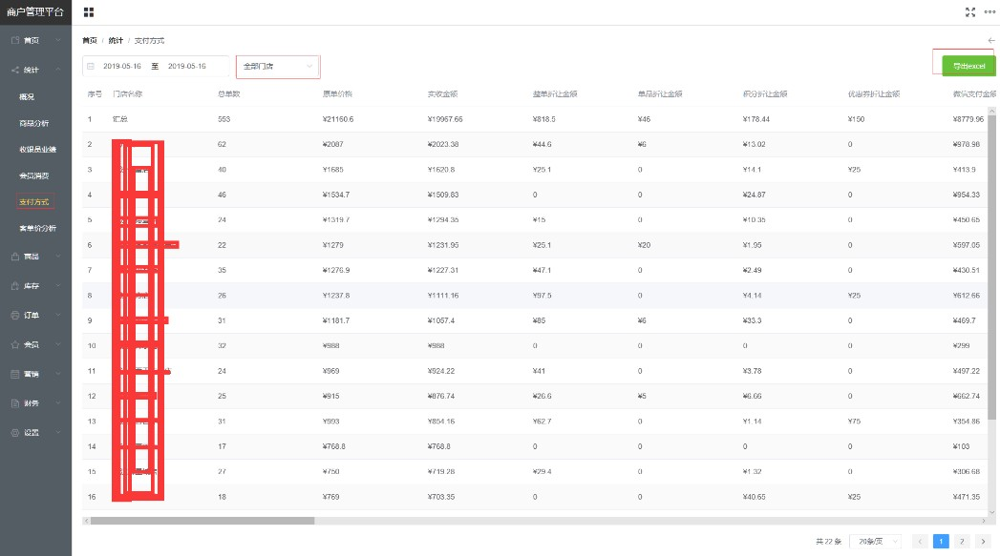 商户管理平台
首页
统计
概况
商品分析
收银员业绩
会员消费
支付方式
客单价分析
商品
库存
订单
会员
营销
财务
设置
首页 / 统计 / 支付方式
2019-05-16 至 2019-05-16 全部门店 导出excel
序号 门店名称 总单数 原单价格 实收金额 整单折让金额 单品折让金额 积分折让金额 优惠券折让金额 微信支付金额
1 汇总 553 ¥21160.6 ¥19967.66 ¥818.5 ¥46 ¥178.44 ¥150 ¥8779.96
2 62 ¥2087 ¥2023.38 ¥44.6 ¥6 ¥13.02 0 ¥978.98
3 40 ¥1685 ¥1620.8 ¥25.1 0 ¥14.1 ¥25 ¥413.9
4 46 ¥1534.7 ¥1509.83 0 0 ¥24.87 0 ¥954.33
5 24 ¥1319.7 ¥1294.35 ¥15 0 ¥10.35 0 ¥450.65
6 22 ¥1279 ¥1231.95 ¥25.1 ¥20 ¥1.95 0 ¥597.05
7 35 ¥1276.9 ¥1227.31 ¥47.1 0 ¥2.49 0 ¥430.51
8 26 ¥1237.8 ¥1111.16 ¥97.5 0 ¥4.14 ¥25 ¥612.66
9 31 ¥1181.7 ¥1057.4 ¥85 ¥6 ¥33.3 0 ¥469.7
10 32 ¥988 ¥988 0 0 0 0 ¥299
11 24 ¥969 ¥924.22 ¥41 0 ¥3.78 0 ¥497.22
12 25 ¥915 ¥876.74 ¥26.6 ¥5 ¥6.66 0 ¥662.74
13 31 ¥993 ¥854.16 ¥62.7 0 ¥1.14 ¥75 ¥354.86
14 17 ¥768.8 ¥768.8 0 0 0 0 ¥103
15 27 ¥750 ¥719.28 ¥29.4 0 ¥1.32 0 ¥306.68
16 18 ¥769 ¥703.35 0 0 ¥40.65 ¥25 ¥471.35
共 22 条 20条/页 1 2